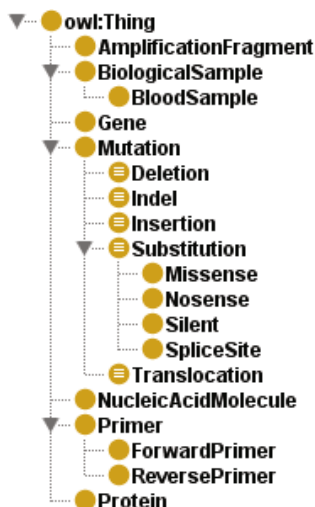 owl:Thing
AmplificationFragment
BiologicalSample
BloodSample
Gene
Mutation
Deletion
Indel
Insertion
Substitution
Missense
Nosense
Silent
SpliceSite
Translocation
NucleicAcidMolecule
Primer
ForwardPrimer
ReversePrimer
Protein